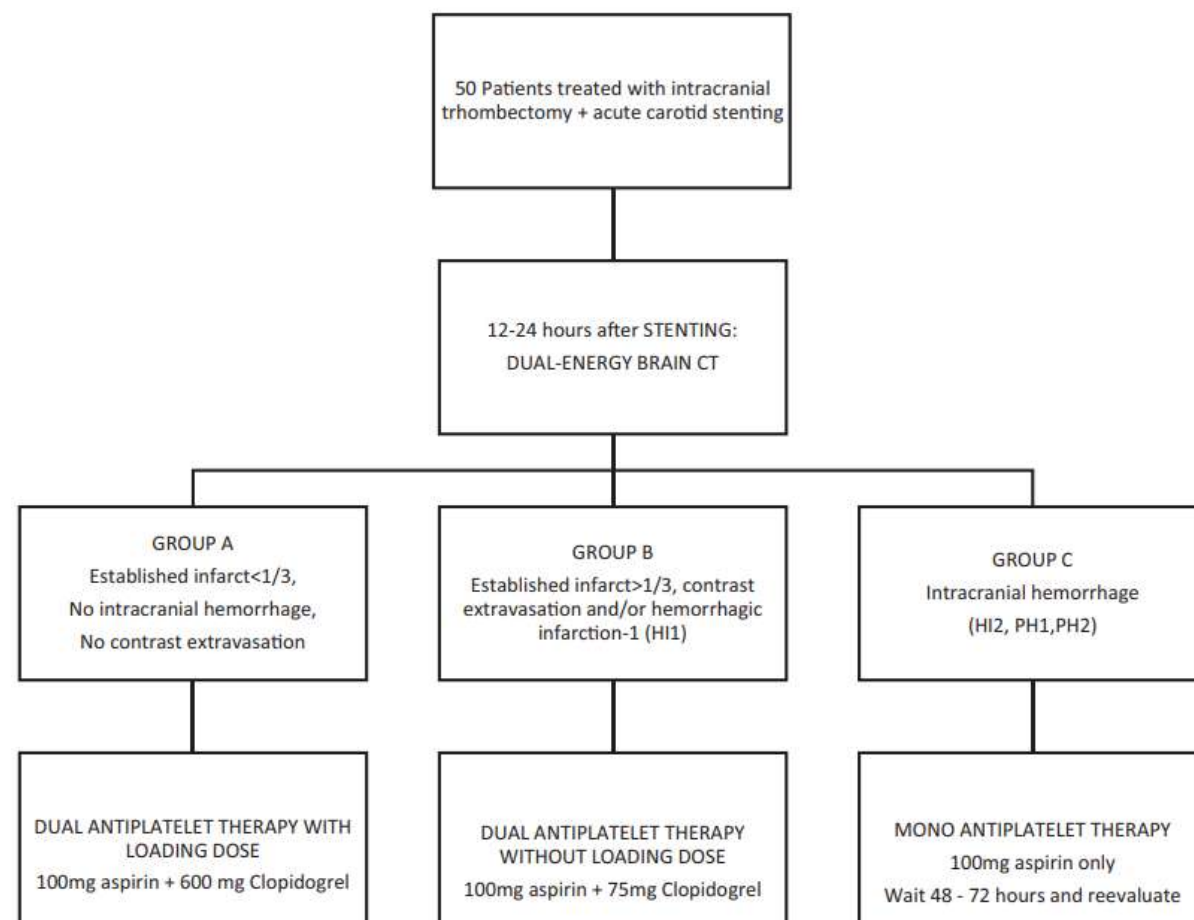 50 Patients treated with intracranial
trhombectomy + acute carotid stenting
12-24 hours after STENTING:
DUAL-ENERGY BRAIN CT
GROUP A
Established infarct<1/3,
No intracranial hemorrhage,
No contrast extravasation
GROUP B
Established infarct>1/3, contrast
extravasation and/or hemorrhagic
infarction-1 (HI1)
GROUP C
Intracranial hemorrhage
(HI2, PH1,PH2)
DUAL ANTIPLATELET THERAPY WITH
LOADING DOSE
100mg aspirin + 600 mg Clopidogrel
DUAL ANTIPLATELET THERAPY
WITHOUT LOADING DOSE
100mg aspirin + 75mg Clopidogrel
MONO ANTIPLATELET THERAPY
100mg aspirin only
Wait 48 - 72 hours and reevaluate